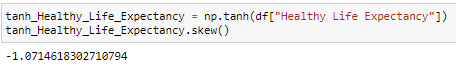 tanh_Healthy_Life_Expectancy = np.tanh(df["Healthy Life Expectancy"])
tanh_Healthy_Life_Expectancy.skew()
-1.0714618302710794